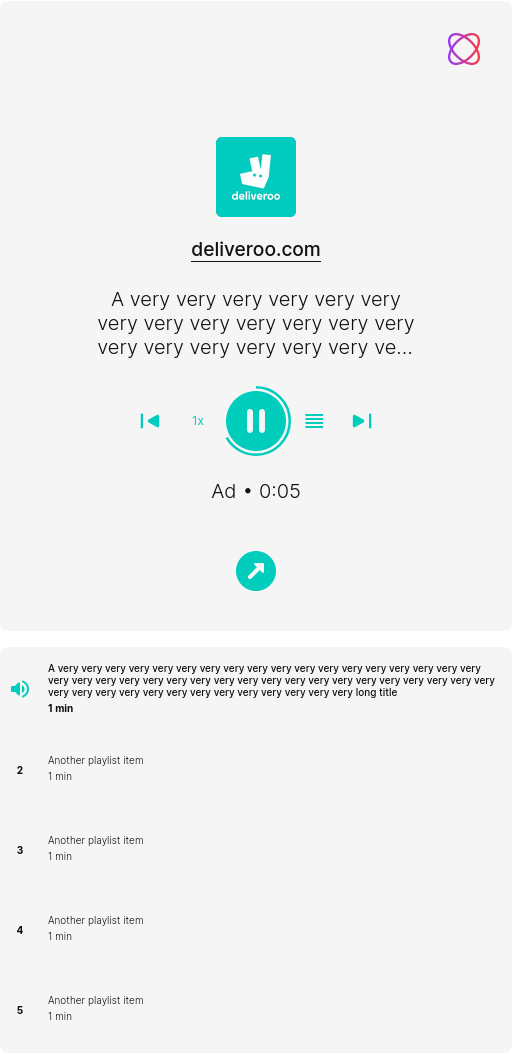 deliveroo
deliveroo.com
A very very very very very very
very very very very very very very
very very very very very very ve...
1x
Ad • 0:05
A very very very very very very very very very very very very very very very very very very
very very very very very very very very very very very very very very very very very very very
very very very very very very very very very very very very very long title
1 min
2
Another playlist item
1 min
3
Another playlist item
1 min
4
Another playlist item
1 min
5
Another playlist item
1 min